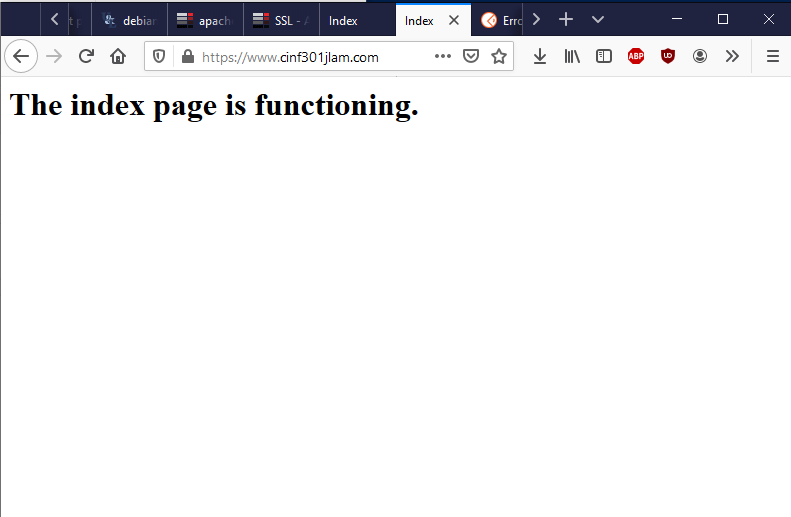 t p debian apache SSL - A Index Index Erro
https://www.cinf301jlam.com ABP
The index page is functioning.